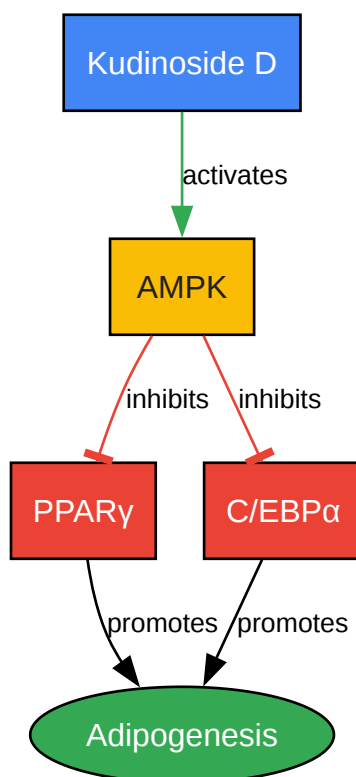 Kudinoside D
activates
AMPK
inhibits
inhibits
PPARγ
C/EBPα
promotes
promotes
Adipogenesis